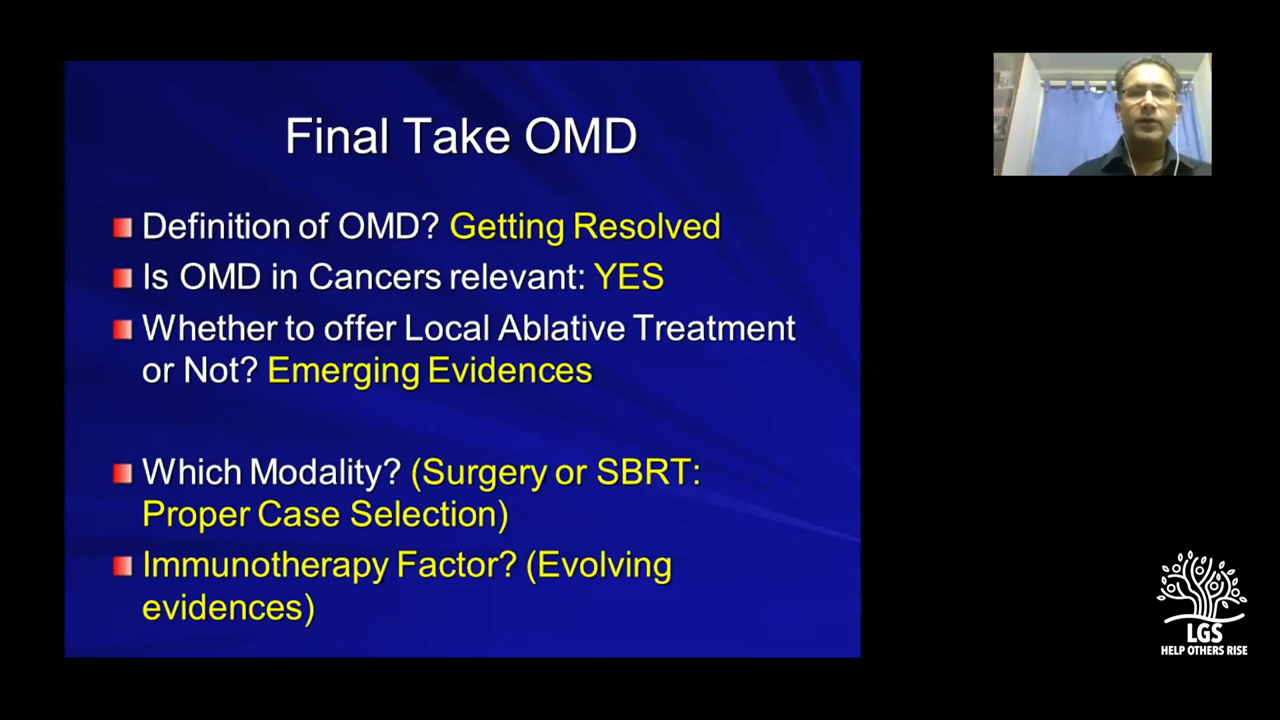 Final Take OMD
Definition of OMD? Getting Resolved
Is OMD in Cancers relevant: YES
Whether to offer Local Ablative Treatment
or Not? Emerging Evidences
Which Modality? (Surgery or SBRT:
Proper Case Selection)
Immunotherapy Factor? (Evolving
evidences)
LGS
HELP OTHERS RISE